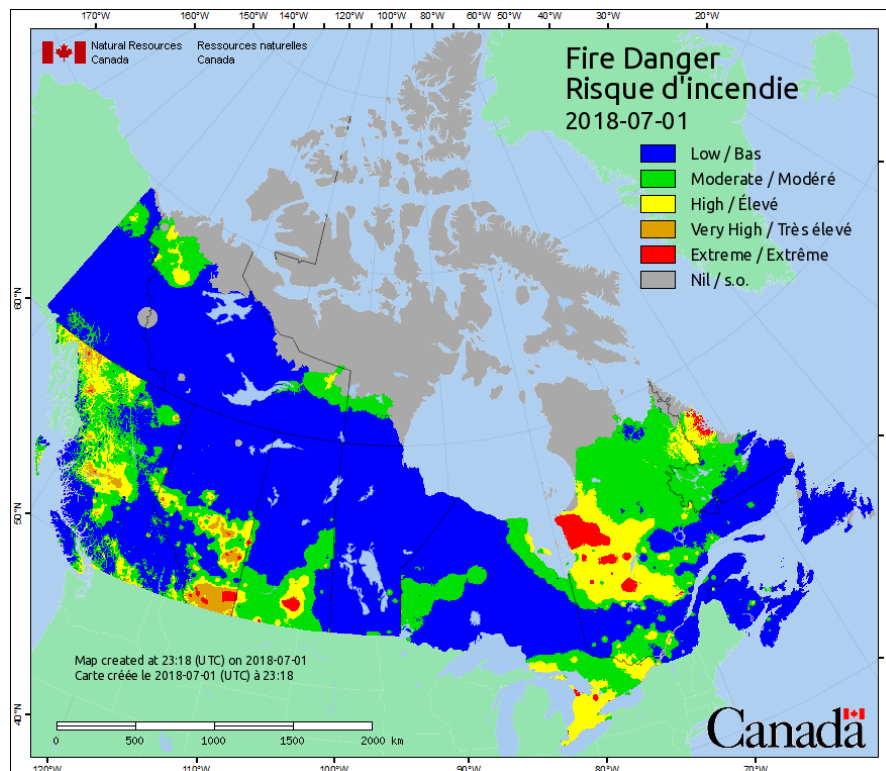 170°W 160°W 150°W 140°W 120°W 100°W 90°W 80°W 70°W 60°W 50°W 40°W 30°W 20°W
Natural Resources Ressources naturelles
Canada Canada
Fire Danger
Risque d'incendie
2018-07-01
Low / Bas
Moderate / Modéré
High / Élevé
Very High / Très élevé
Extreme / Extrême
Nil / s.o.
60°N
50°N
40°N
Map created at 23:18 (UTC) on 2018-07-01
Carte créée le 2018-07-01 (UTC) à 23:18
0 500 1000 1500 2000 km
Canada
120°W 110°W 100°W 90°W 80°W 70°W